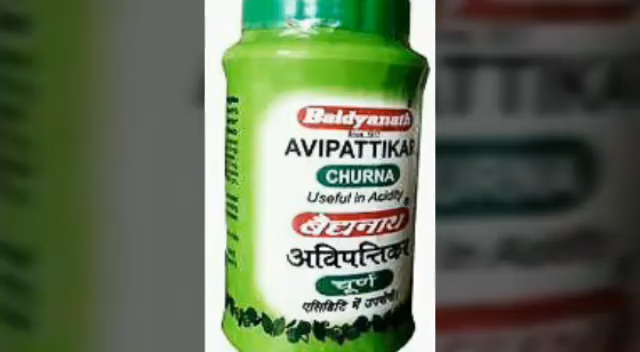 Baidyanath
AVIPATTIKAR
CHURNA
Useful in Acidity
बैद्यनाथ
अविपत्तिकर
चूर्ण
एसिडिटि में उपयोगी